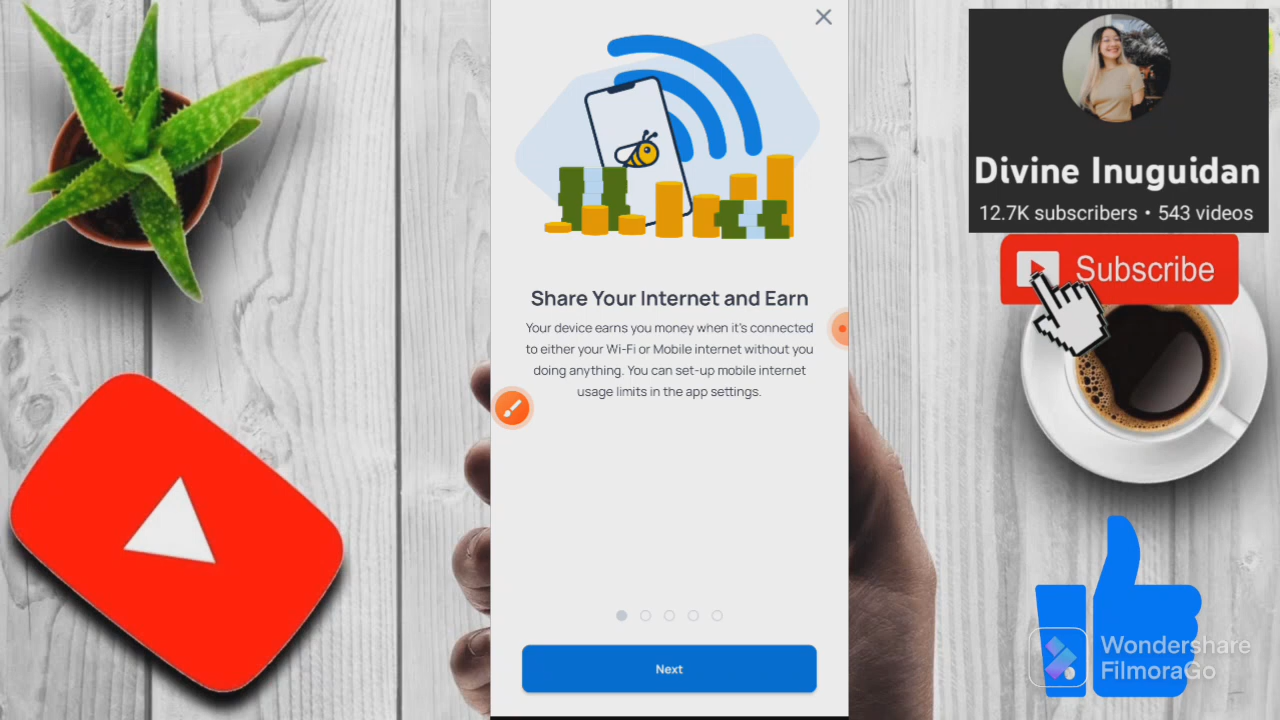 Share Your Internet and Earn
Your device earns you money when it's connected
to either your Wi-Fi or Mobile internet without you
doing anything. You can set-up mobile internet
usage limits in the app settings.
Next
Divine Inuguidan
12.7K subscribers • 543 videos
Subscribe
Wondershare
FilmoraGo